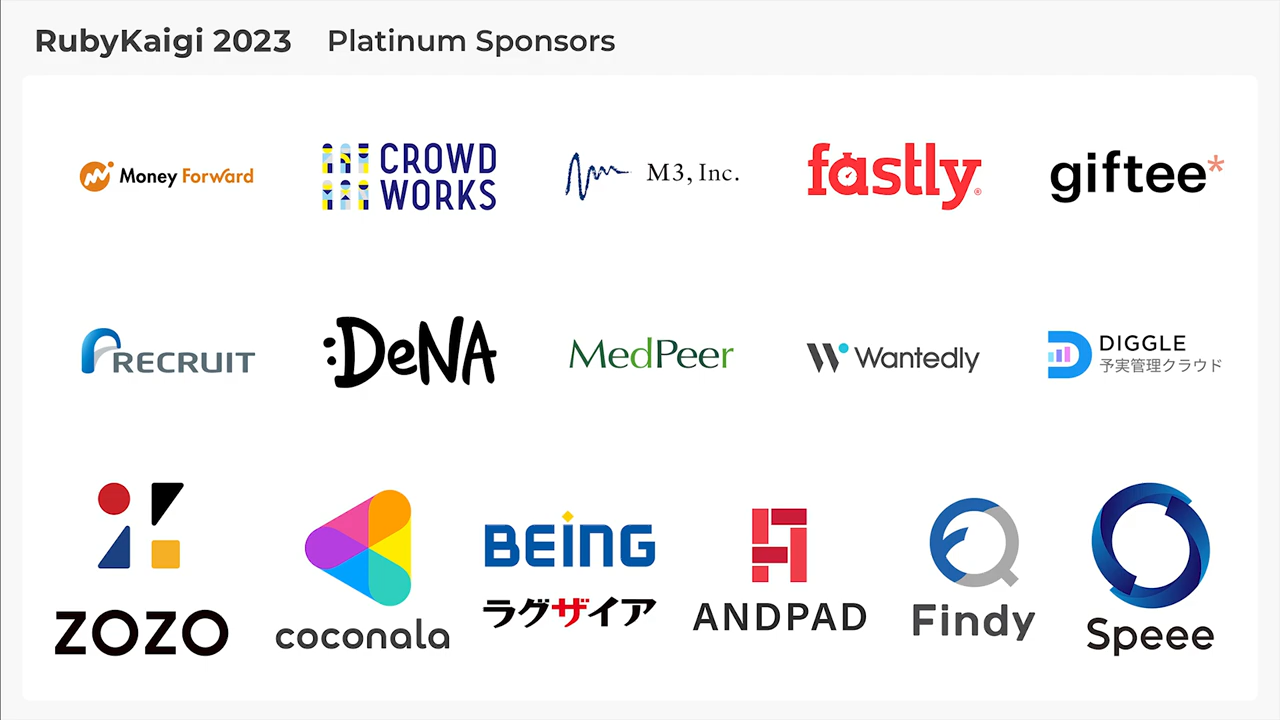 RubyKaigi 2023 Platinum Sponsors
Money Forward
CROWD
WORKS
M3, Inc.
fastly®
giftee*
RECRUIT
:DeNA
MedPeer
Wantedly
DIGGLE
予実管理クラウド
ZOZO
coconala
BEING
ラグザイア
ANDPAD
Findy
Speee